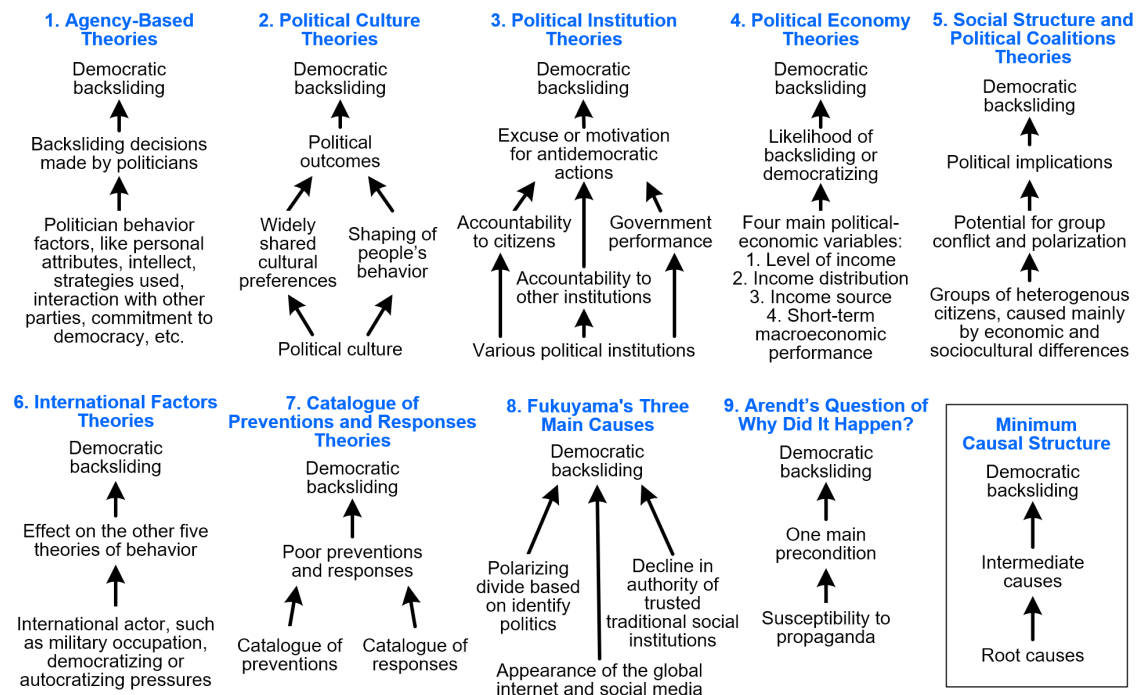 1. Agency-Based
Theories
Democratic
backsliding
Backsliding decisions
made by politicians
Politician behavior
factors, like personal
attributes, intellect,
strategies used,
interaction with other
parties, commitment to
democracy, etc.
2. Political Culture
Theories
Democratic
backsliding
Political
outcomes
Widely
shared
cultural
preferences
Shaping of
people's
behavior
Political culture
3. Political Institution
Theories
Democratic
backsliding
Excuse or motivation
for antidemocratic
actions
Accountability
to citizens
Government
performance
Accountability to
other institutions
Various political institutions
4. Political Economy
Theories
Democratic
backsliding
Likelihood of
backsliding or
democratizing
Four main political-
economic variables:
1. Level of income
2. Income distribution
3. Income source
4. Short-term
macroeconomic
performance
5. Social Structure and
Political Coalitions
Theories
Democratic
backsliding
Political implications
Potential for group
conflict and polarization
Groups of heterogenous
citizens, caused mainly
by economic and
sociocultural differences
6. International Factors
Theories
Democratic
backsliding
Effect on the other five
theories of behavior
International actor, such
as military occupation,
democratizing or
autocratizing pressures
7. Catalogue of
Preventions and Responses
Theories
Democratic
backsliding
Poor preventions
and responses
Catalogue of
preventions
Catalogue of
responses
8. Fukuyama's Three
Main Causes
Democratic
backsliding
Polarizing
divide based
on identify
politics
Decline in
authority of
trusted
traditional social
institutions
Appearance of the global
internet and social media
9. Arendt’s Question of
Why Did It Happen?
Democratic
backsliding
One main
precondition
Susceptibility to
propaganda
Minimum
Causal Structure
Democratic
backsliding
Intermediate
causes
Root causes